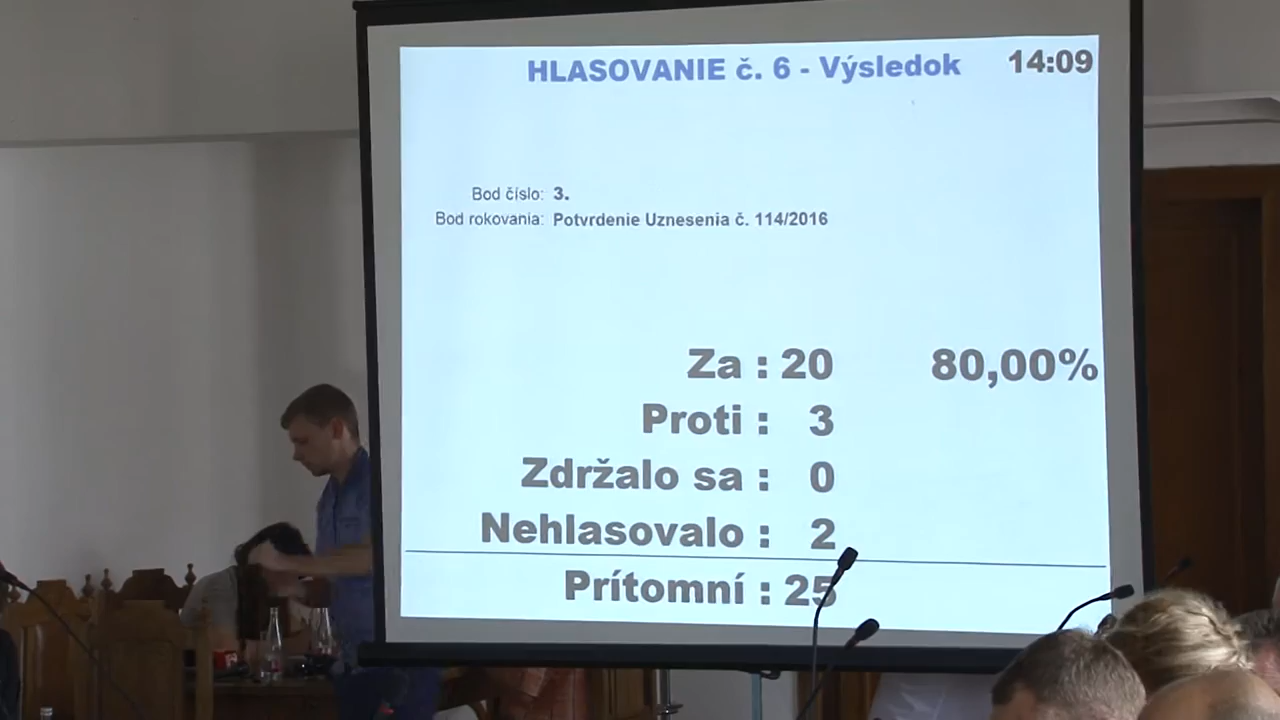 HLASOVANIE č. 6 - Výsledok 14:09
Bod číslo: 3.
Bod rokovania: Potvrdenie Uznesenia č. 114/2016
Za : 20 80,00%
Proti : 3
Zdržalo sa : 0
Nehlasovalo : 2
Prítomní : 25